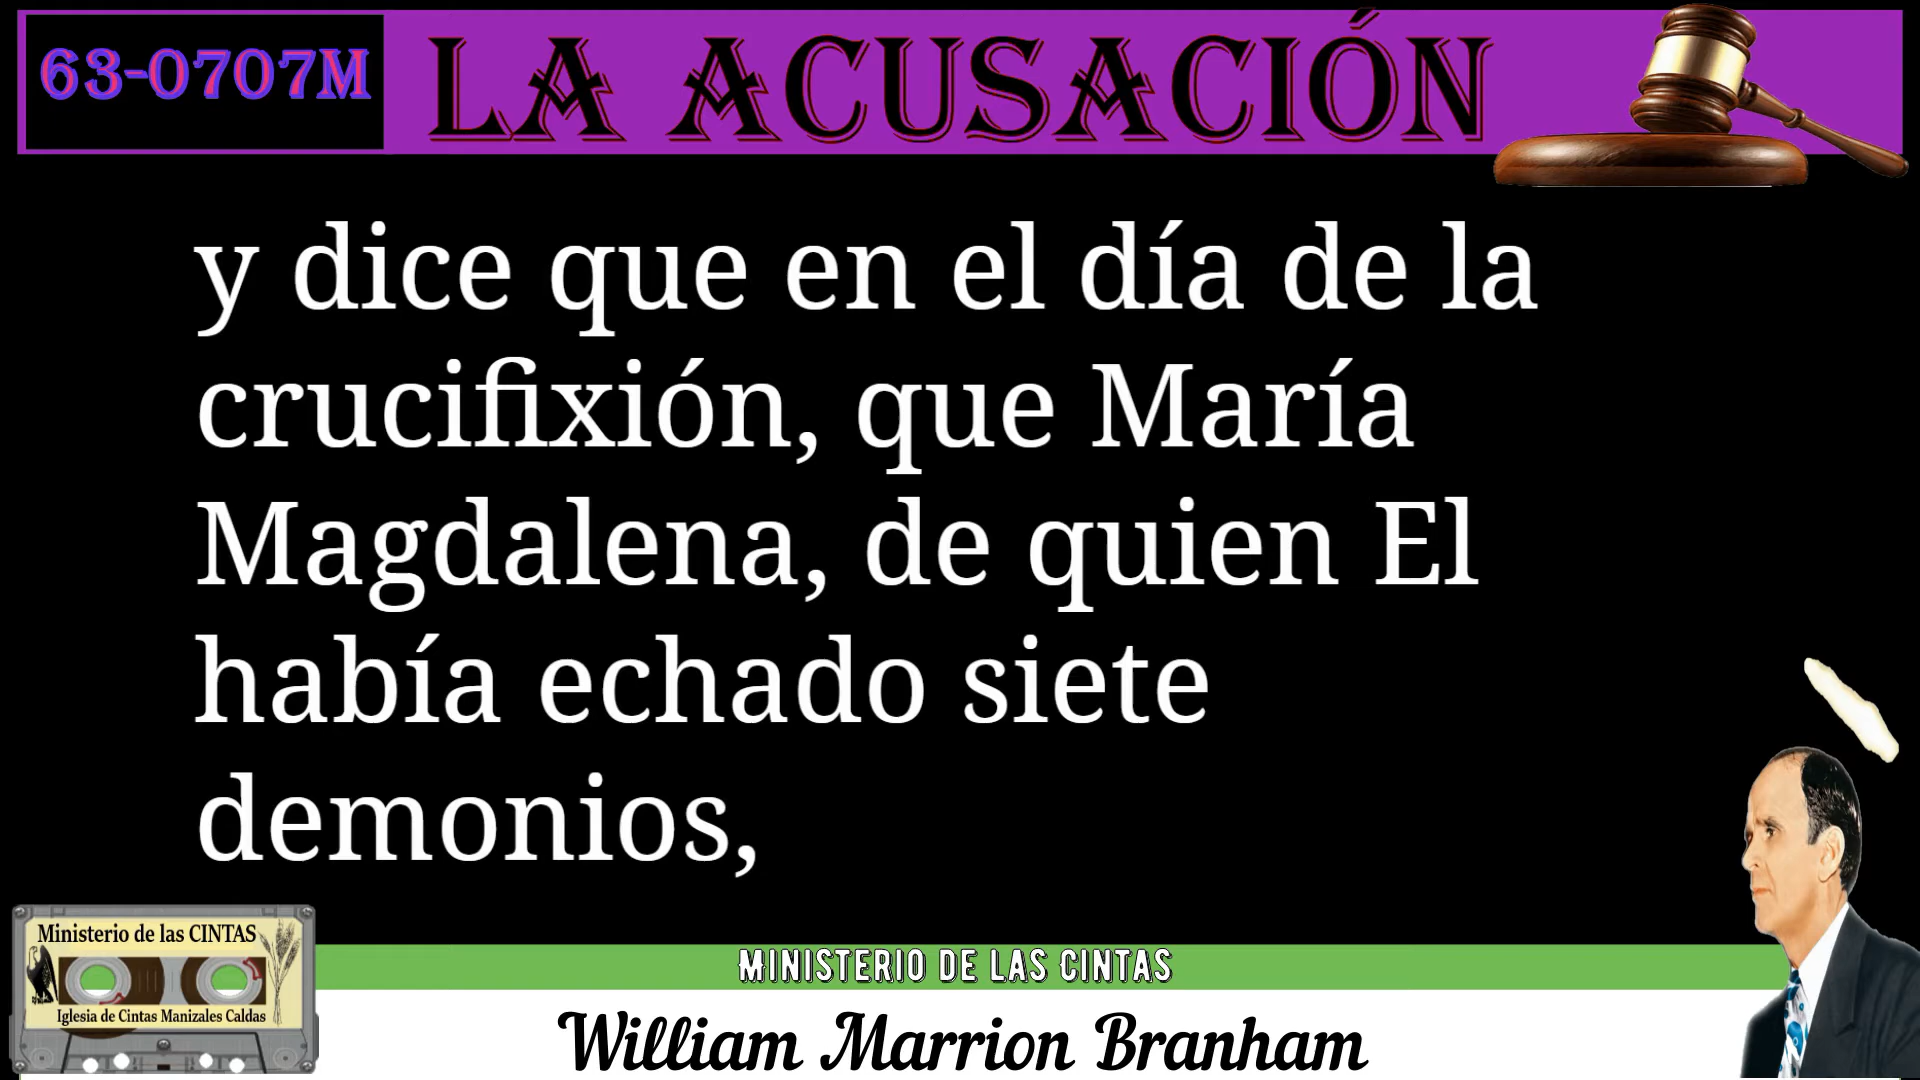 63-0707M
LA ACUSACIÓN
y dice que en el día de la
crucifixión, que María
Magdalena, de quien El
había echado siete
demonios,
Ministerio de las CINTAS
Iglesia de Cintas Manizales Caldas
MINISTERIO DE LAS CINTAS
William Marrion Branham